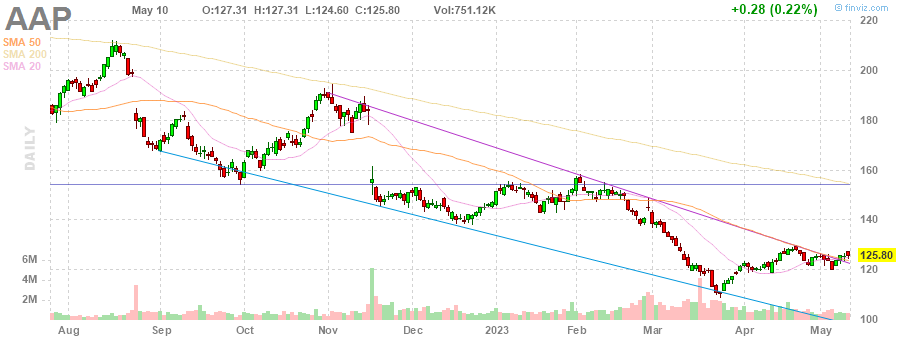 AAP
May 10 O:127.31 H:127.31 L:124.60 C:125.80 Vol:751.12K +0.28 (0.22%)
© finviz.com
SMA 50
SMA 200
SMA 20
DAILY
220
200
180
160
140
125.80
120
100
6M
4M
2M
Aug Sep Oct Nov Dec 2023 Feb Mar Apr May